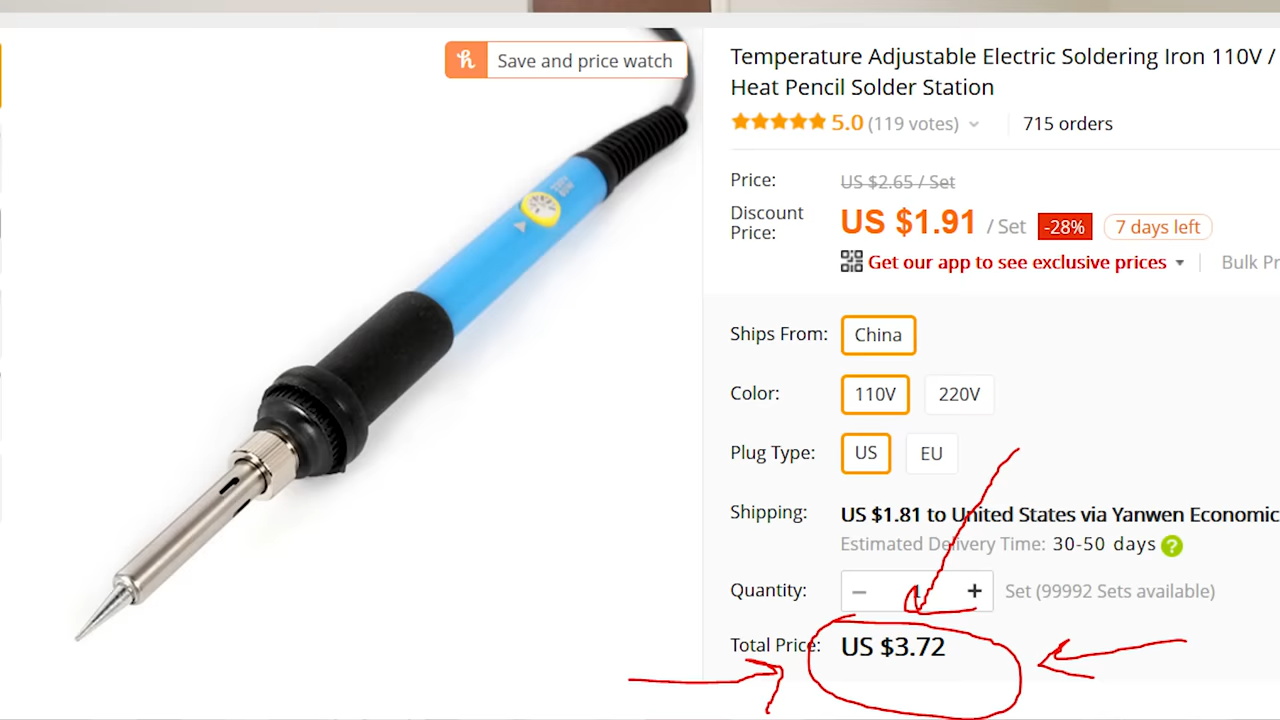 Save and price watch
Temperature Adjustable Electric Soldering Iron 110V /
Heat Pencil Solder Station
5.0 (119 votes) 715 orders
Price: US $2.65 / Set
Discount Price: US $1.91 / Set -28% 7 days left
Get our app to see exclusive prices Bulk Pr
Ships From: China
Color: 110V 220V
Plug Type: US EU
Shipping: US $1.81 to United States via Yanwen Economic
Estimated Delivery Time: 30-50 days ?
Quantity: − 1 + Set (99992 Sets available)
Total Price: US $3.72